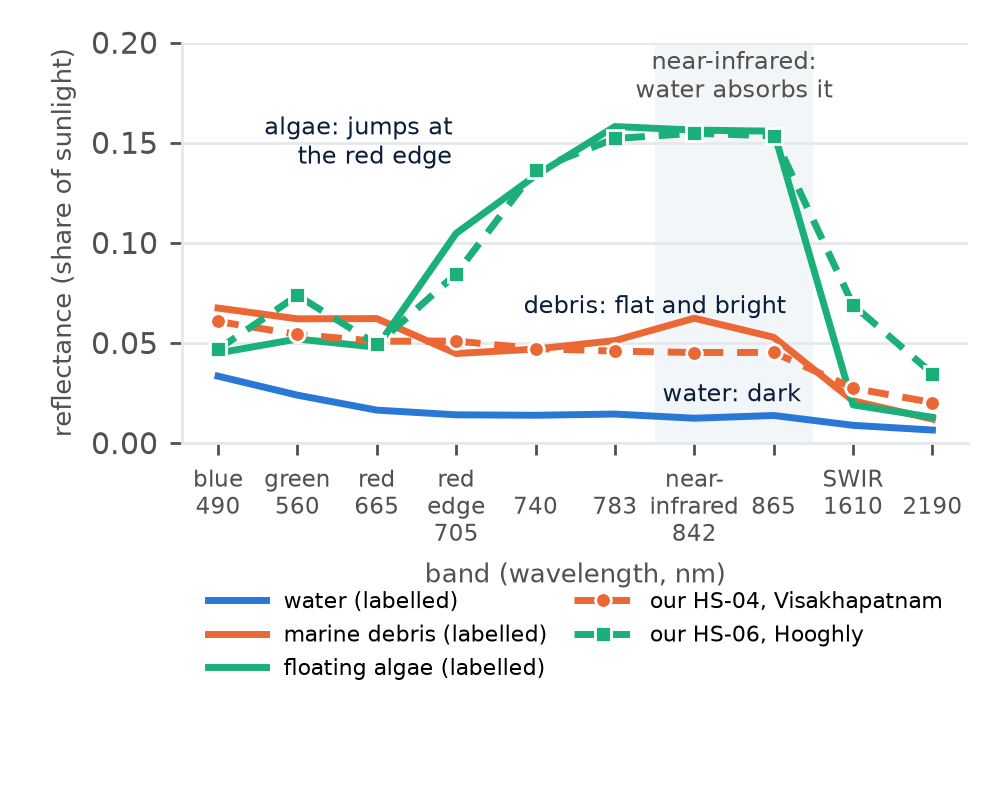 0.20
0.15
0.10
0.05
0.00
reflectance (share of sunlight)
near-infrared:
water absorbs it
algae: jumps at
the red edge
debris: flat and bright
water: dark
blue
490
green
560
red
665
red
edge
705
740
783
near-
infrared
842
865
SWIR
1610
2190
band (wavelength, nm)
water (labelled)
marine debris (labelled)
floating algae (labelled)
our HS-04, Visakhapatnam
our HS-06, Hooghly